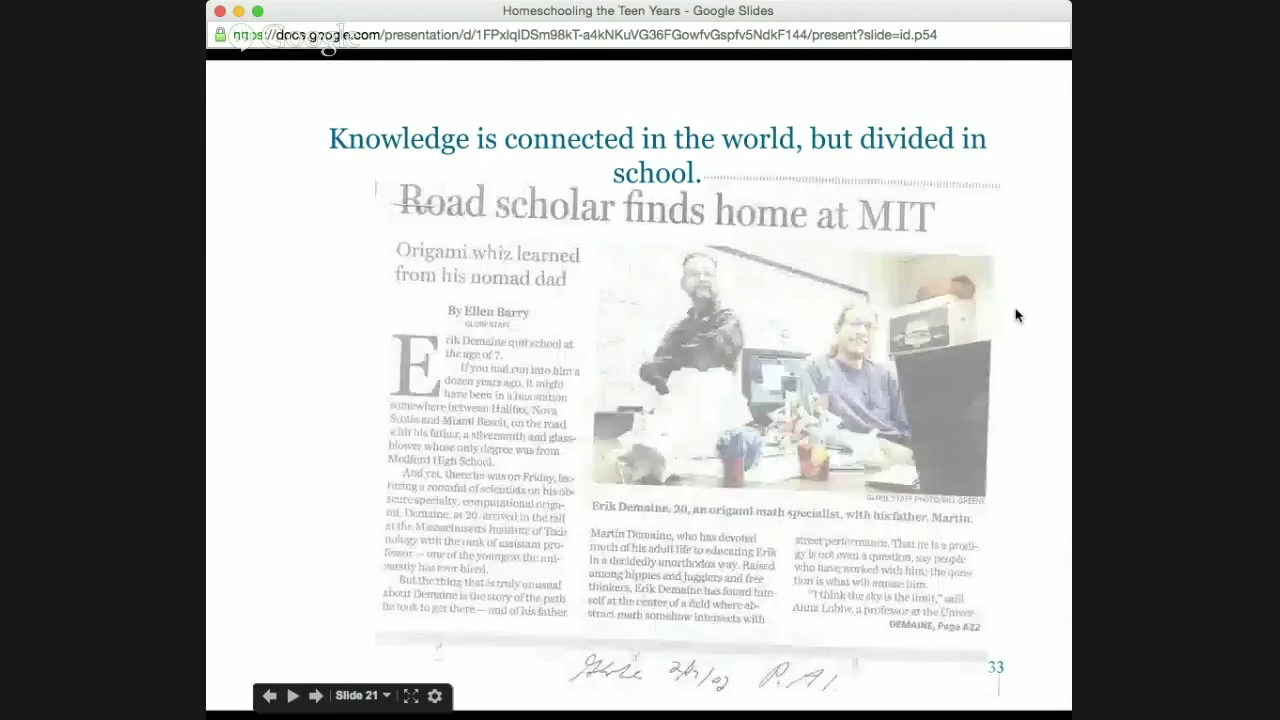 Homeschooling the Teen Years - Google Slides
https://docs.google.com/presentation/d/1FPxlqlDSm98kT-a4kNKuVG36FGowfvGspfv5NdkF144/present?slide=id.p54
Google
Knowledge is connected in the world, but divided in
school.
Road scholar finds home at MIT
Origami whiz learned
from his nomad dad
By Ellen Barry
GLOBE STAFF
Erik Demaine quit school at
the age of 7.
If you had run into him a
dozen years ago, it might
have been in a bus station
somewhere between Halifax, Nova
Scotia and Miami Beach, on the road
with his father, a silversmith and glass-
blower whose only degree was from
Medford High School.
And yet, there he was on Friday, lec-
turing a roomful of scientists on his ob-
scure specialty, computational origa-
mi. Demaine, at 20, arrived in the fall
at the Massachusetts Institute of Tech-
nology with the rank of assistant pro-
fessor — one of the youngest the uni-
versity has ever hired.
But the thing that is truly unusual
about Demaine is the story of the path
he took to get there — and of his father.
GLOBE STAFF PHOTO/BILL GREENE
Erik Demaine, 20, an origami math specialist, with his father, Martin.
Martin Demaine, who has devoted
much of his adult life to educating Erik
in a decidedly unorthodox way. Raised
among hippies and jugglers and free
thinkers, Erik Demaine has found him-
self at the center of a field where ab-
stract math somehow intersects with
street performance. That he is a prodi-
gy is not even a question, say people
who have worked with him; the ques-
tion is what will amuse him.
"I think the sky is the limit," said
Anna Lubiw, a professor at the Univer-
DEMAINE, Page A22
Globe P. A1
33
Slide 21